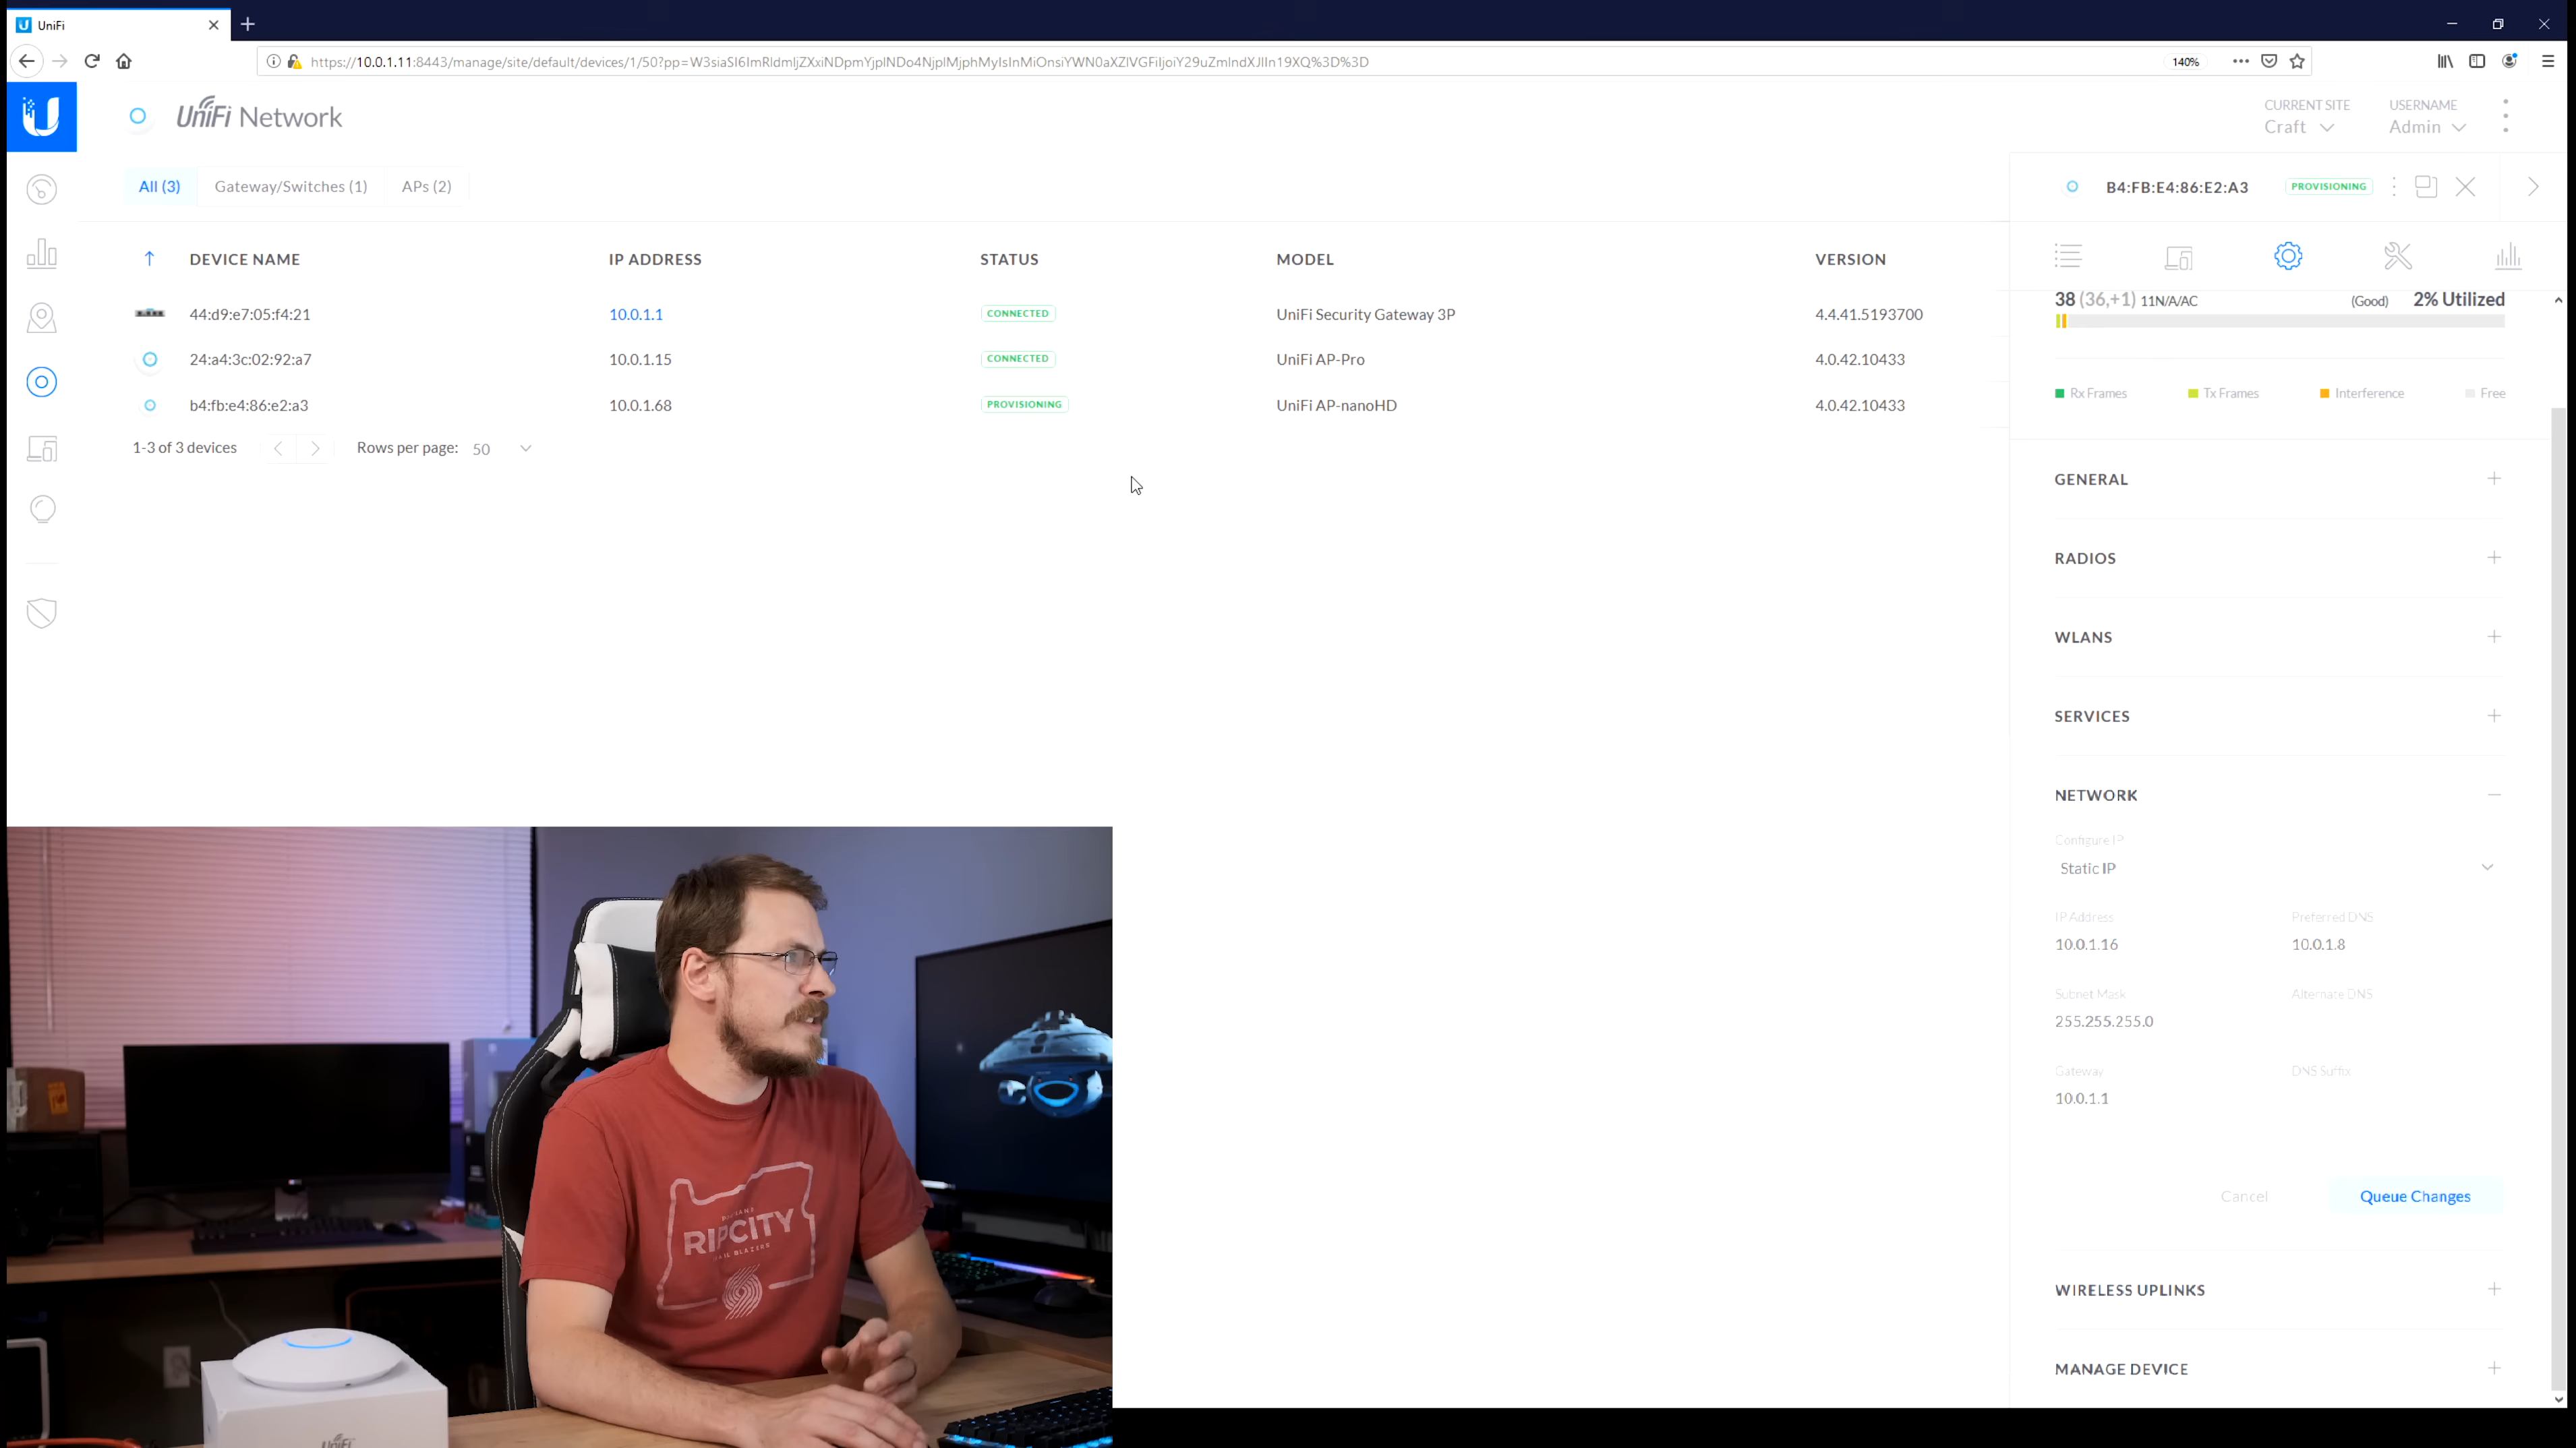 UniFi
https://10.0.1.11:8443/manage/site/default/devices/1/50?pp=W3siaSI6ImRldmljZXxiNDpmYjplNDo4NjplMjphMyIsInMiOnsiYWN0aXZlVGFiIjoiY29uZmlndXJlIn19XQ%3D%3D
140%
UniFi Network
CURRENT SITE
Craft
USERNAME
Admin
All (3)
Gateway/Switches (1)
APs (2)
DEVICE NAME IP ADDRESS STATUS MODEL VERSION
44:d9:e7:05:f4:21 10.0.1.1 CONNECTED UniFi Security Gateway 3P 4.4.41.5193700
24:a4:3c:02:92:a7 10.0.1.15 CONNECTED UniFi AP-Pro 4.0.42.10433
b4:fb:e4:86:e2:a3 10.0.1.68 PROVISIONING UniFi AP-nanoHD 4.0.42.10433
1-3 of 3 devices Rows per page: 50
B4:FB:E4:86:E2:A3 PROVISIONING
38 (36,+1) 11N/A/AC (Good) 2% Utilized
Rx Frames Tx Frames Interference Free
GENERAL
RADIOS
WLANS
SERVICES
NETWORK
Configure IP
Static IP
IP Address Preferred DNS
10.0.1.16 10.0.1.8
Subnet Mask Alternate DNS
255.255.255.0
Gateway DNS Suffix
10.0.1.1
Cancel Queue Changes
WIRELESS UPLINKS
MANAGE DEVICE
RIPCITY
UniFi